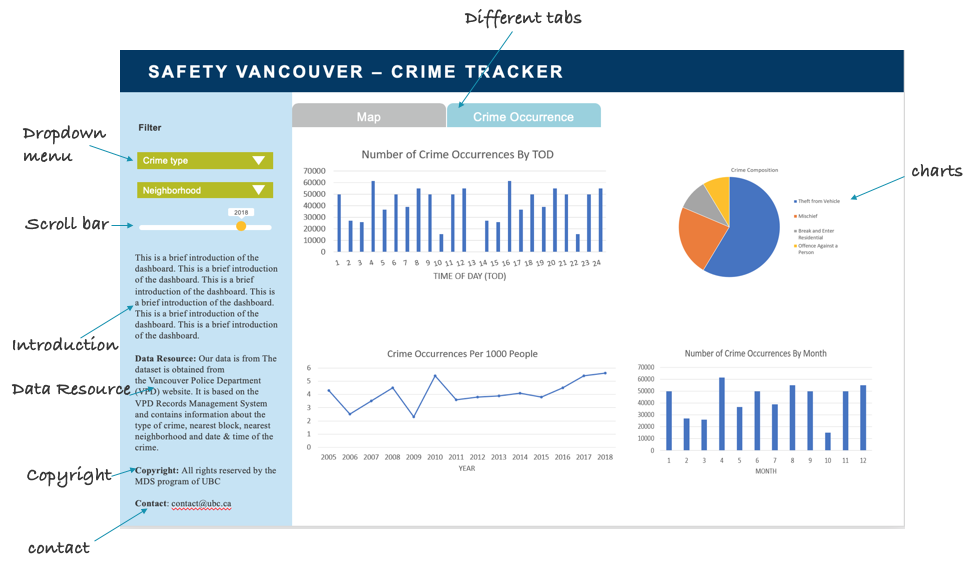 Different tabs
SAFETY VANCOUVER – CRIME TRACKER
Filter
Dropdown
menu
Crime type
Neighborhood
Scroll bar
2018
This is a brief introduction of the
dashboard. This is a brief introduction
of the dashboard. This is a brief
introduction of the dashboard. This is
a brief introduction of the dashboard.
This is a brief introduction of the
dashboard. This is a brief introduction
of the dashboard.
Introduction
Data Resource: Our data is from The
dataset is obtained from
the Vancouver Police Department
(VPD) website. It is based on the
VPD Records Management System
and contains information about the
type of crime, nearest block, nearest
neighborhood and date & time of the
crime.
Data Resource
Copyright: All rights reserved by the
MDS program of UBC
Copyright
Contact: contact@ubc.ca
contact
Map
Crime Occurrence
Number of Crime Occurrences By TOD
70000
60000
50000
40000
30000
20000
10000
0
1 2 3 4 5 6 7 8 9 10 11 12 13 14 15 16 17 18 19 20 21 22 23 24
TIME OF DAY (TOD)
Crime Composition
Theft from Vehicle
Mischief
Break and Enter
Residential
Offence Against a
Person
charts
Crime Occurrences Per 1000 People
6
5
4
3
2
1
0
2005 2006 2007 2008 2009 2010 2011 2012 2013 2014 2015 2016 2017 2018
YEAR
Number of Crime Occurrences By Month
70000
60000
50000
40000
30000
20000
10000
0
1 2 3 4 5 6 7 8 9 10 11 12
MONTH